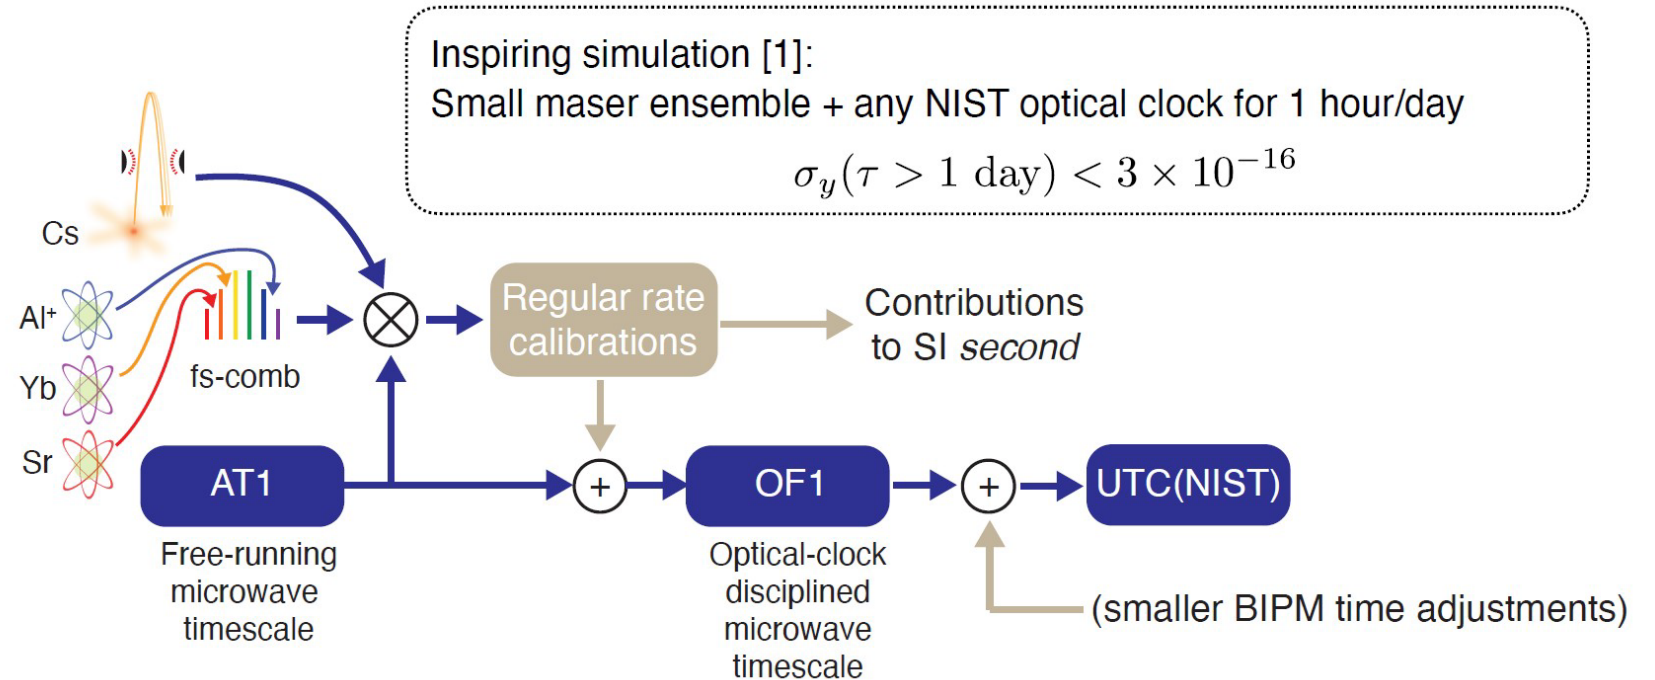 Inspiring simulation [1]:
Small maser ensemble + any NIST optical clock for 1 hour/day
σ_y(τ > 1 day) < 3 × 10⁻¹⁶
Cs
Al⁺
Yb
Sr
fs-comb
Regular rate
calibrations
Contributions
to SI second
AT1
+
OF1
+
UTC(NIST)
Free-running
microwave
timescale
Optical-clock
disciplined
microwave
timescale
(smaller BIPM time adjustments)